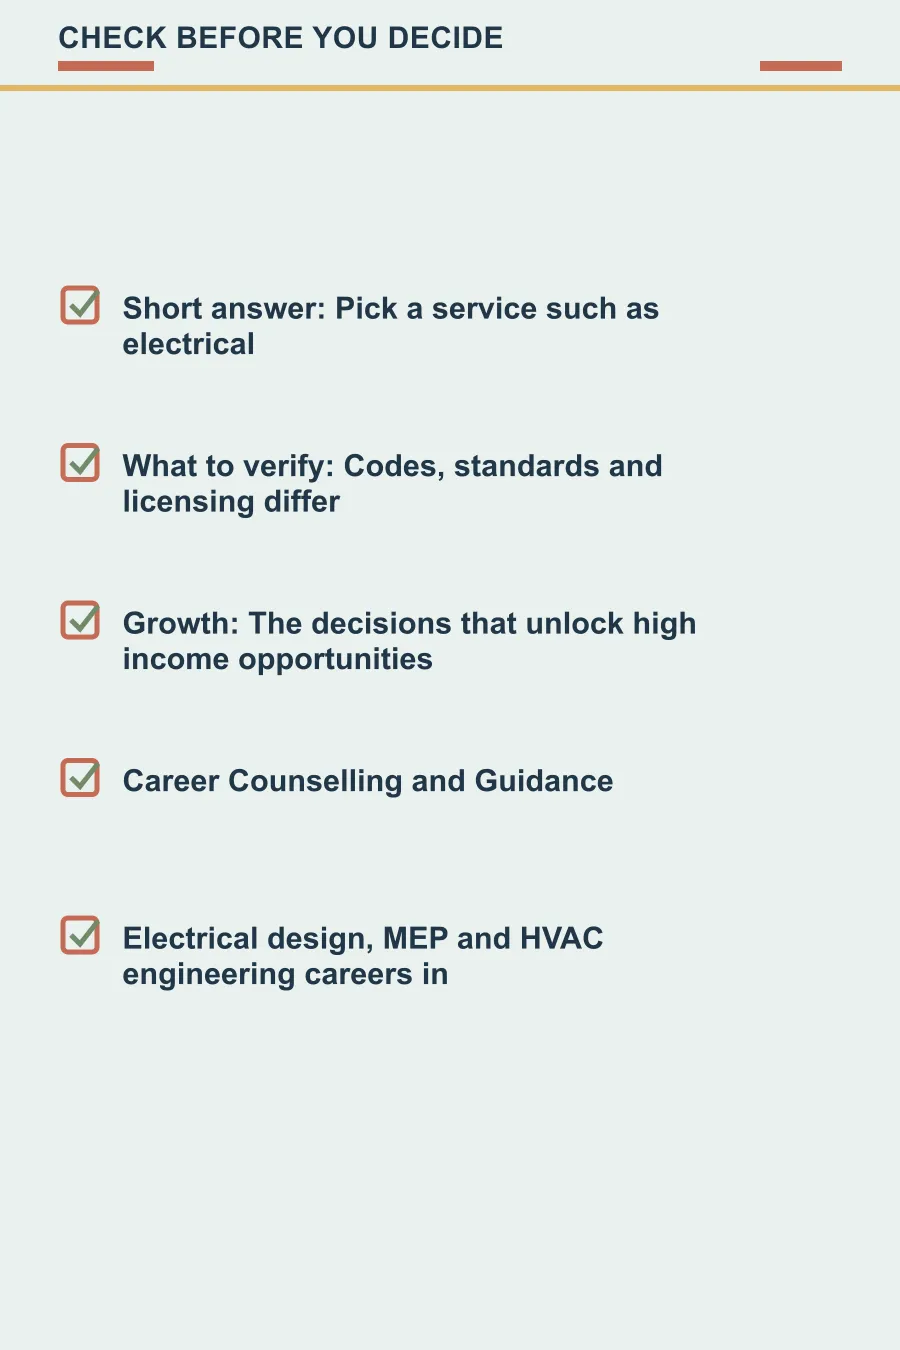 CHECK BEFORE YOU DECIDE
Short answer: Pick a service such as
electrical
What to verify: Codes, standards and
licensing differ
Growth: The decisions that unlock high
income opportunities
Career Counselling and Guidance
Electrical design, MEP and HVAC
engineering careers in